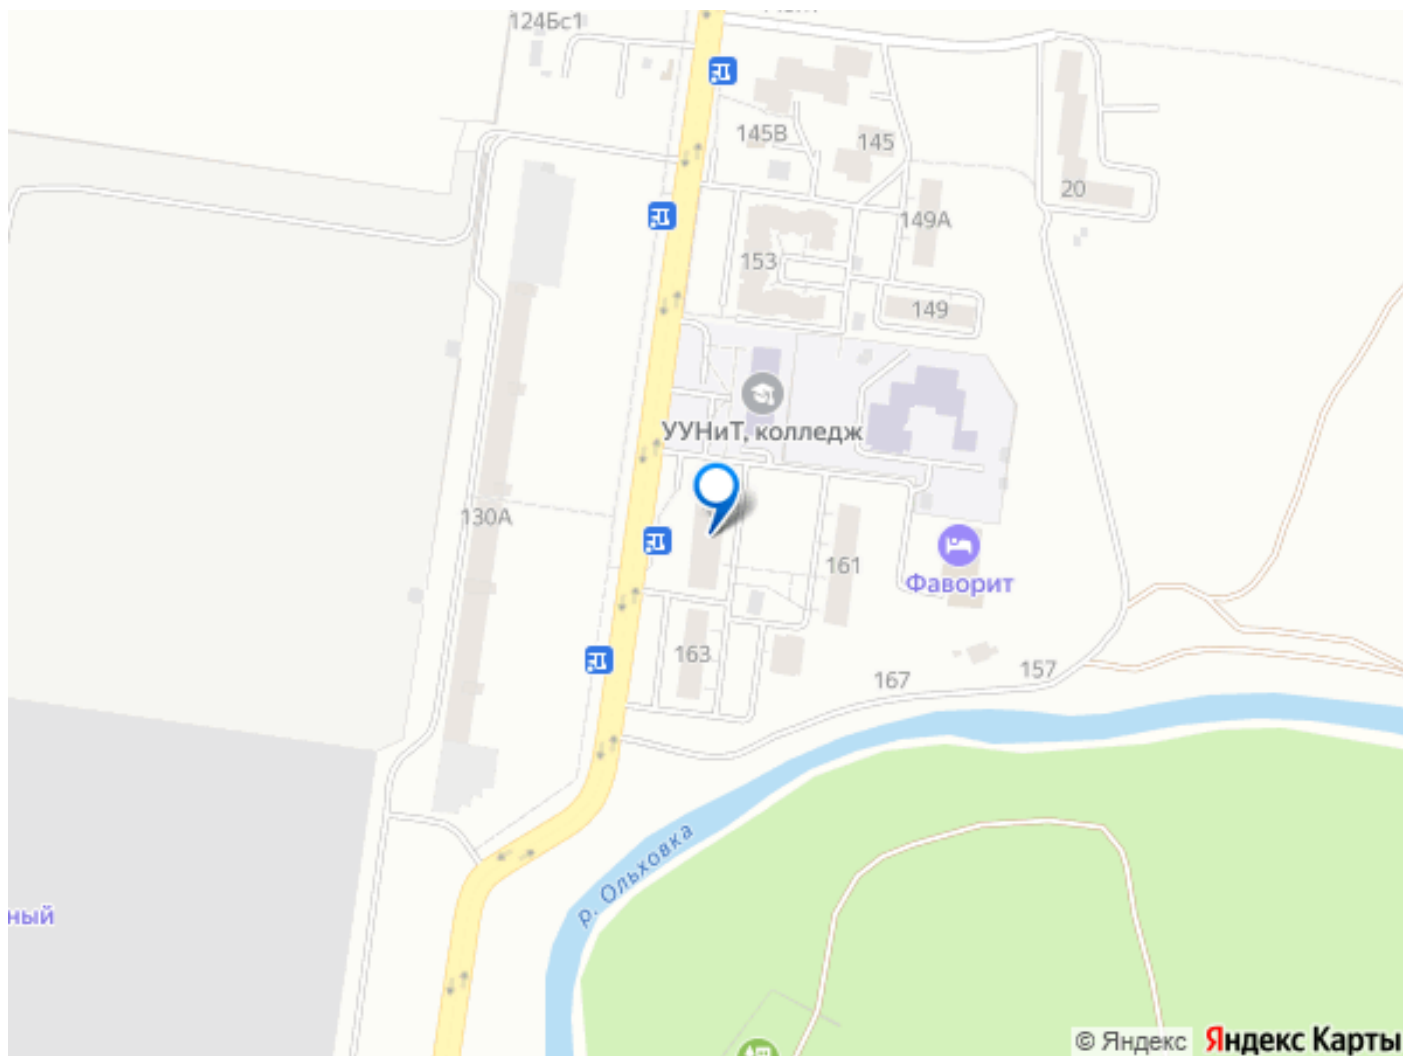 124Бс1
145В
145
20
149А
153
149
УУНиТ, колледж
130А
161
Фаворит
163
157
167
р. Ольховка
ный
© Яндекс Яндекс Карты